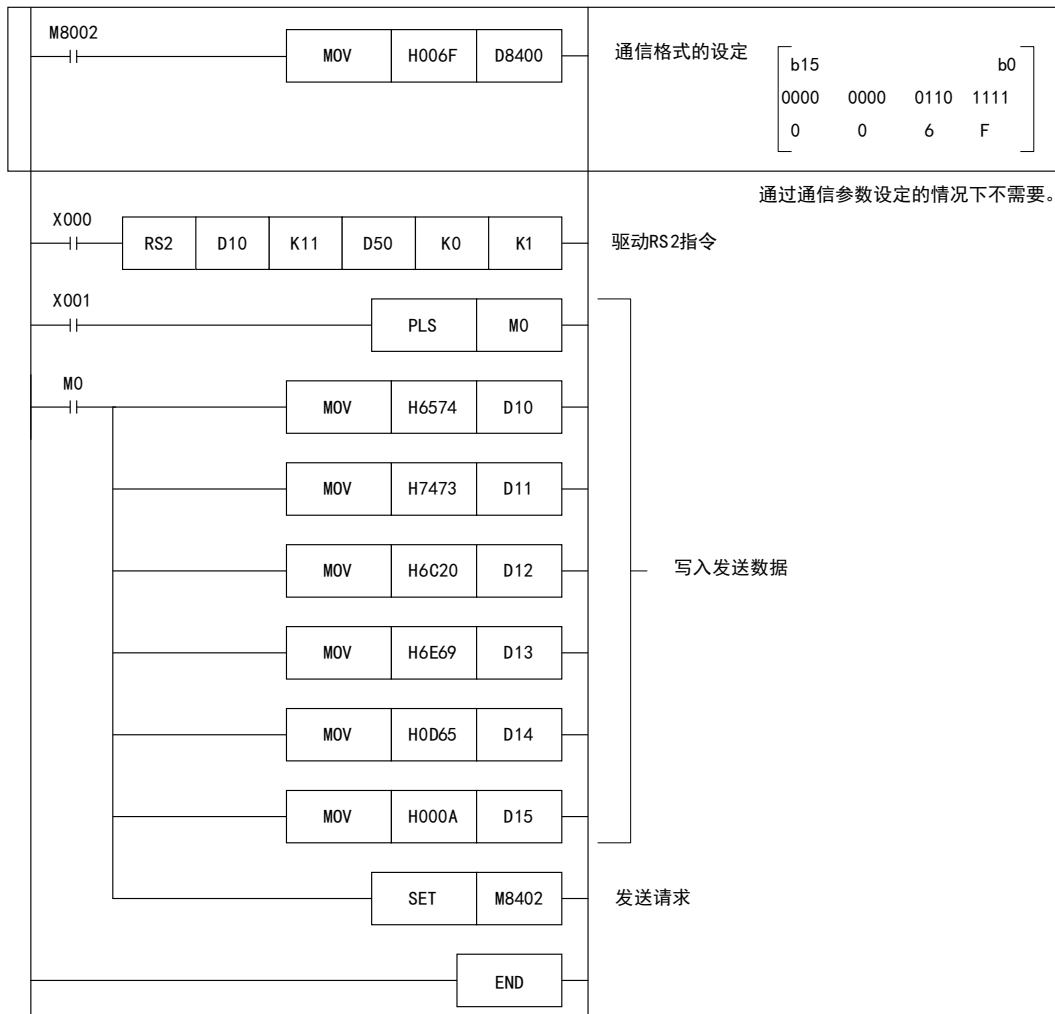 M8002
MOV H006F D8400
通信格式的设定
b15 b0
0000 0000 0110 1111
0 0 6 F
通过通信参数设定的情况下不需要。
X000
RS2 D10 K11 D50 K0 K1
驱动RS2指令
X001
PLS M0
M0
MOV H6574 D10
MOV H7473 D11
MOV H6C20 D12
写入发送数据
MOV H6E69 D13
MOV H0D65 D14
MOV H000A D15
SET M8402
发送请求
END